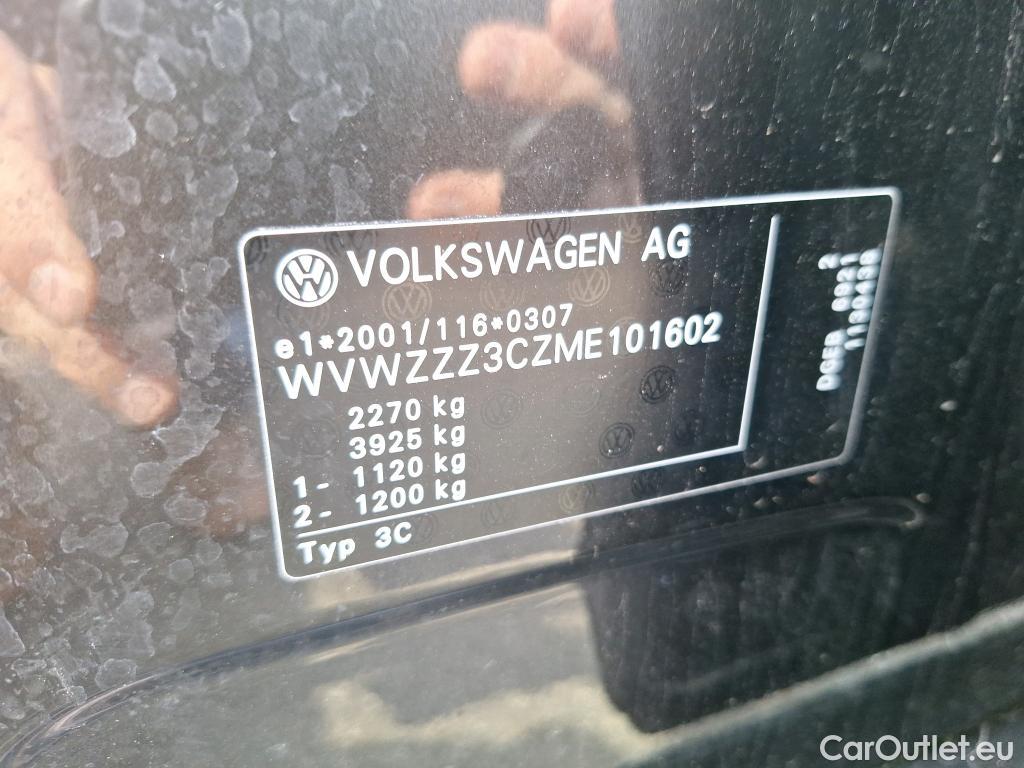 VOLKSWAGEN AG
e1*2001/116*0307
WVWZZZ3CZME101602
2270 kg
3925 kg
1- 1120 kg
2- 1200 kg
Typ 3C
CarOutlet.eu